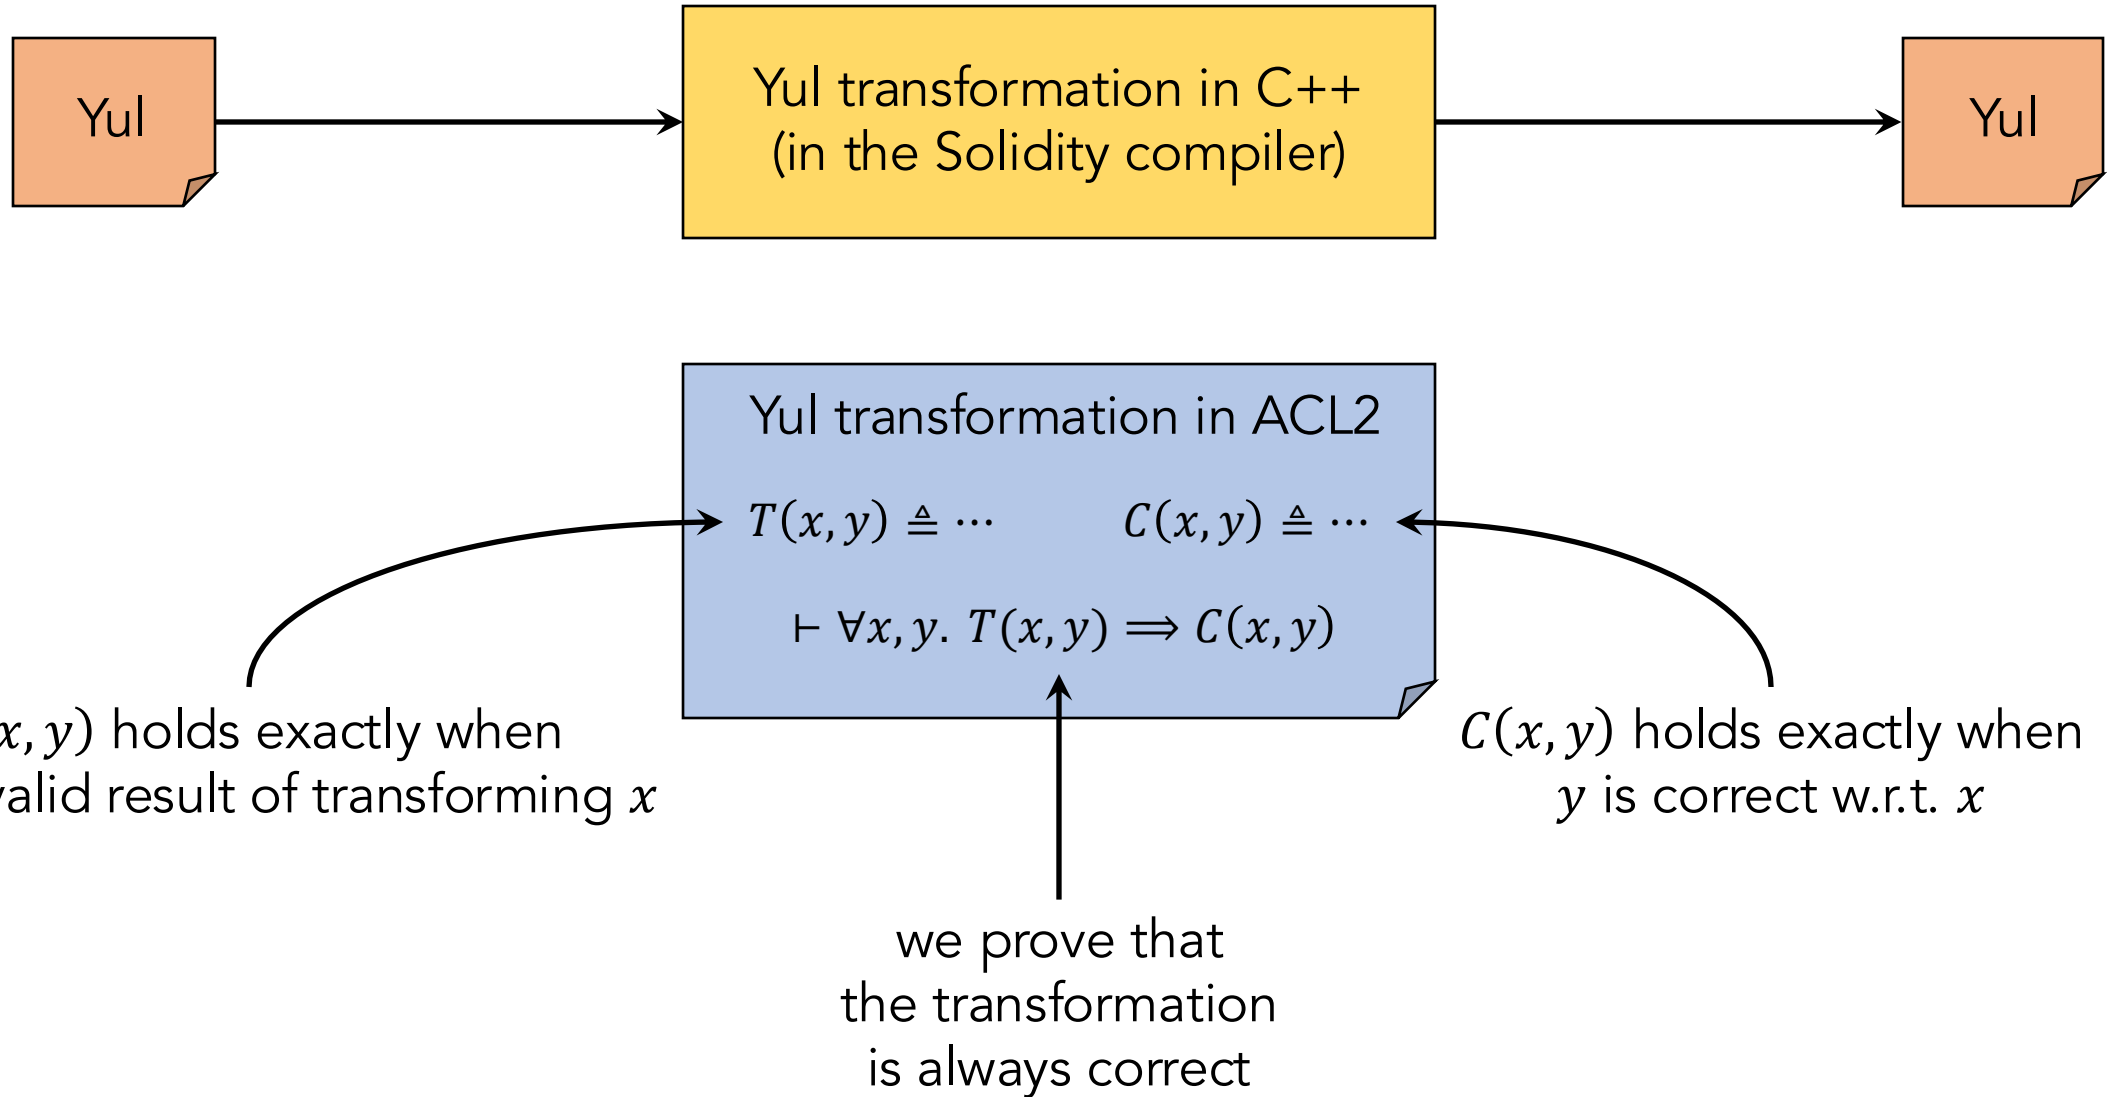 Yul
Yul transformation in C++
(in the Solidity compiler)
Yul
Yul transformation in ACL2
T(x, y) ≜ ⋯
C(x, y) ≜ ⋯
⊢ ∀x, y. T(x, y) ⟹ C(x, y)
x, y) holds exactly when
valid result of transforming x
C(x, y) holds exactly when
y is correct w.r.t. x
we prove that
the transformation
is always correct